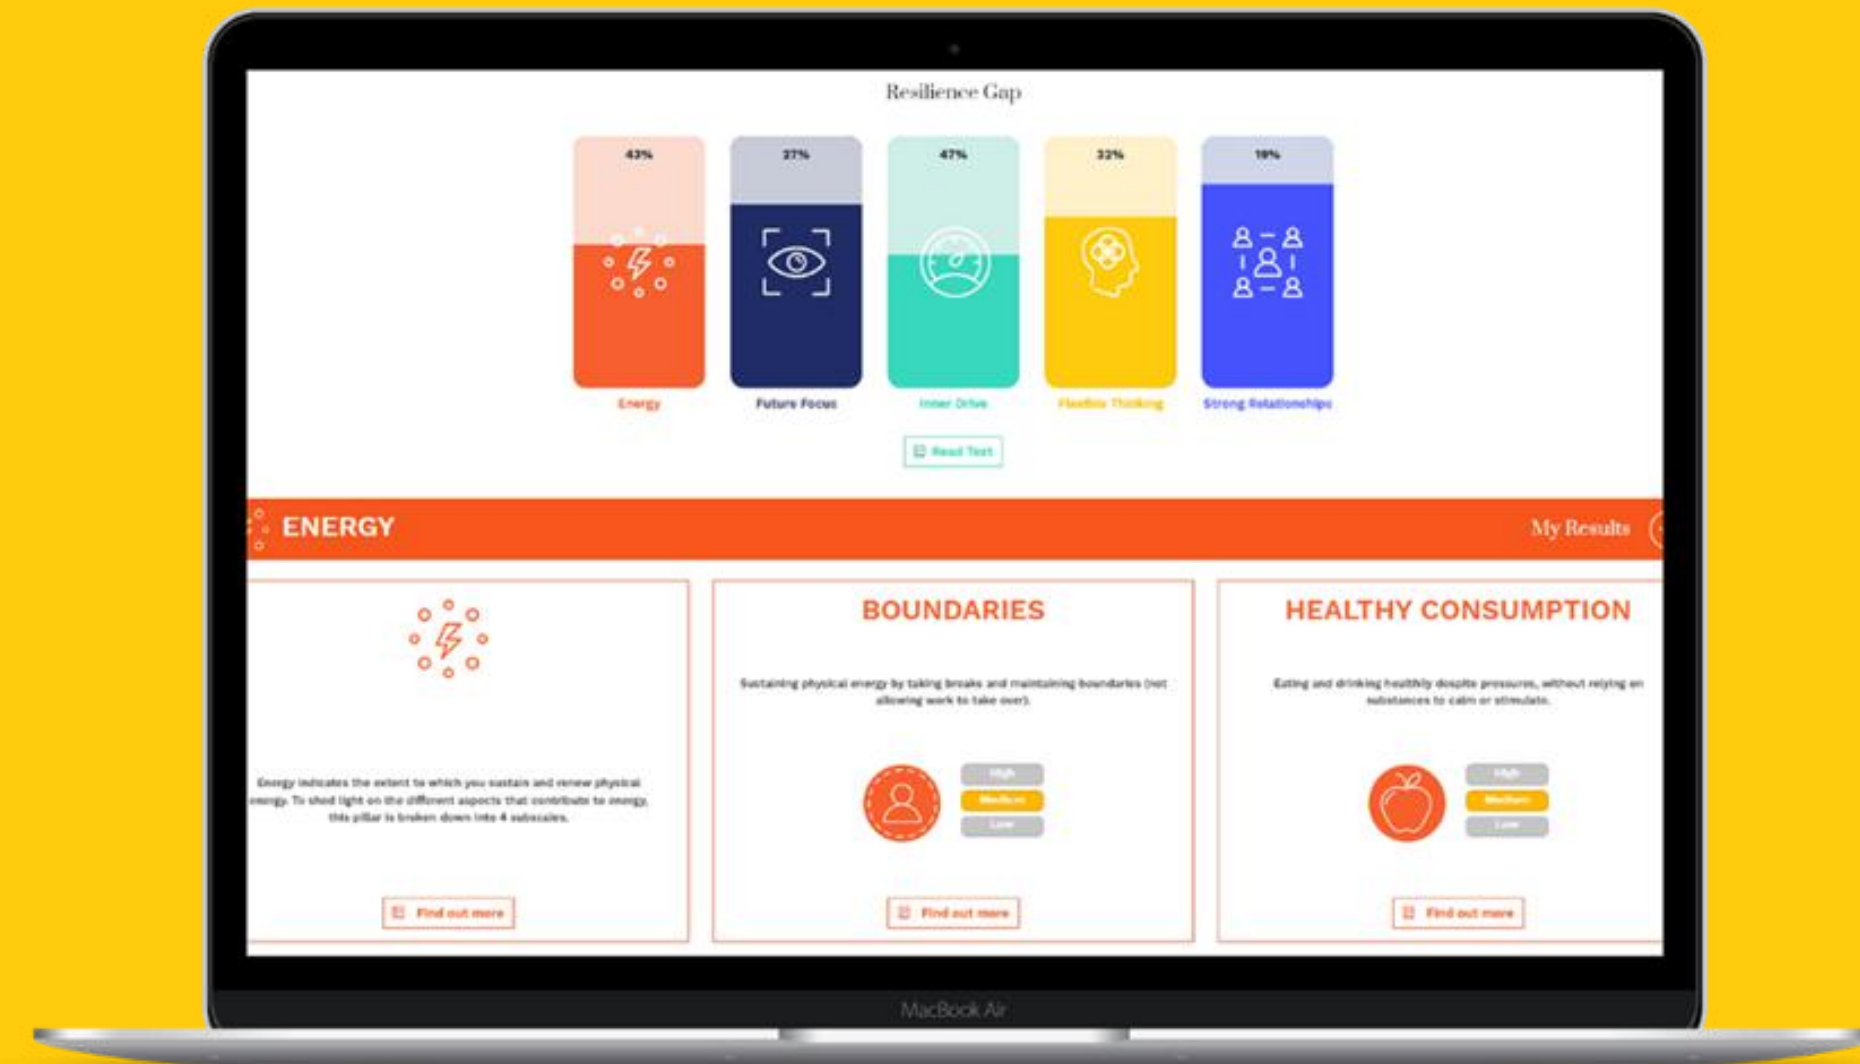 Resilience Gap
43% 27% 47% 32% 19%
Energy Future Focus Inner Drive Flexible Thinking Strong Relationships
Read Text
ENERGY My Results
BOUNDARIES HEALTHY CONSUMPTION
Sustaining physical energy by taking breaks and maintaining boundaries (not
allowing work to take over).
Eating and drinking healthily despite pressures, without relying on
substances to calm or stimulate.
Energy indicates the extent to which you sustain and renew physical
energy. To shed light on the different aspects that contribute to energy,
this pillar is broken down into 4 subscales.
High
Medium
Low
High
Medium
Low
Find out more
Find out more
Find out more
MacBook Air